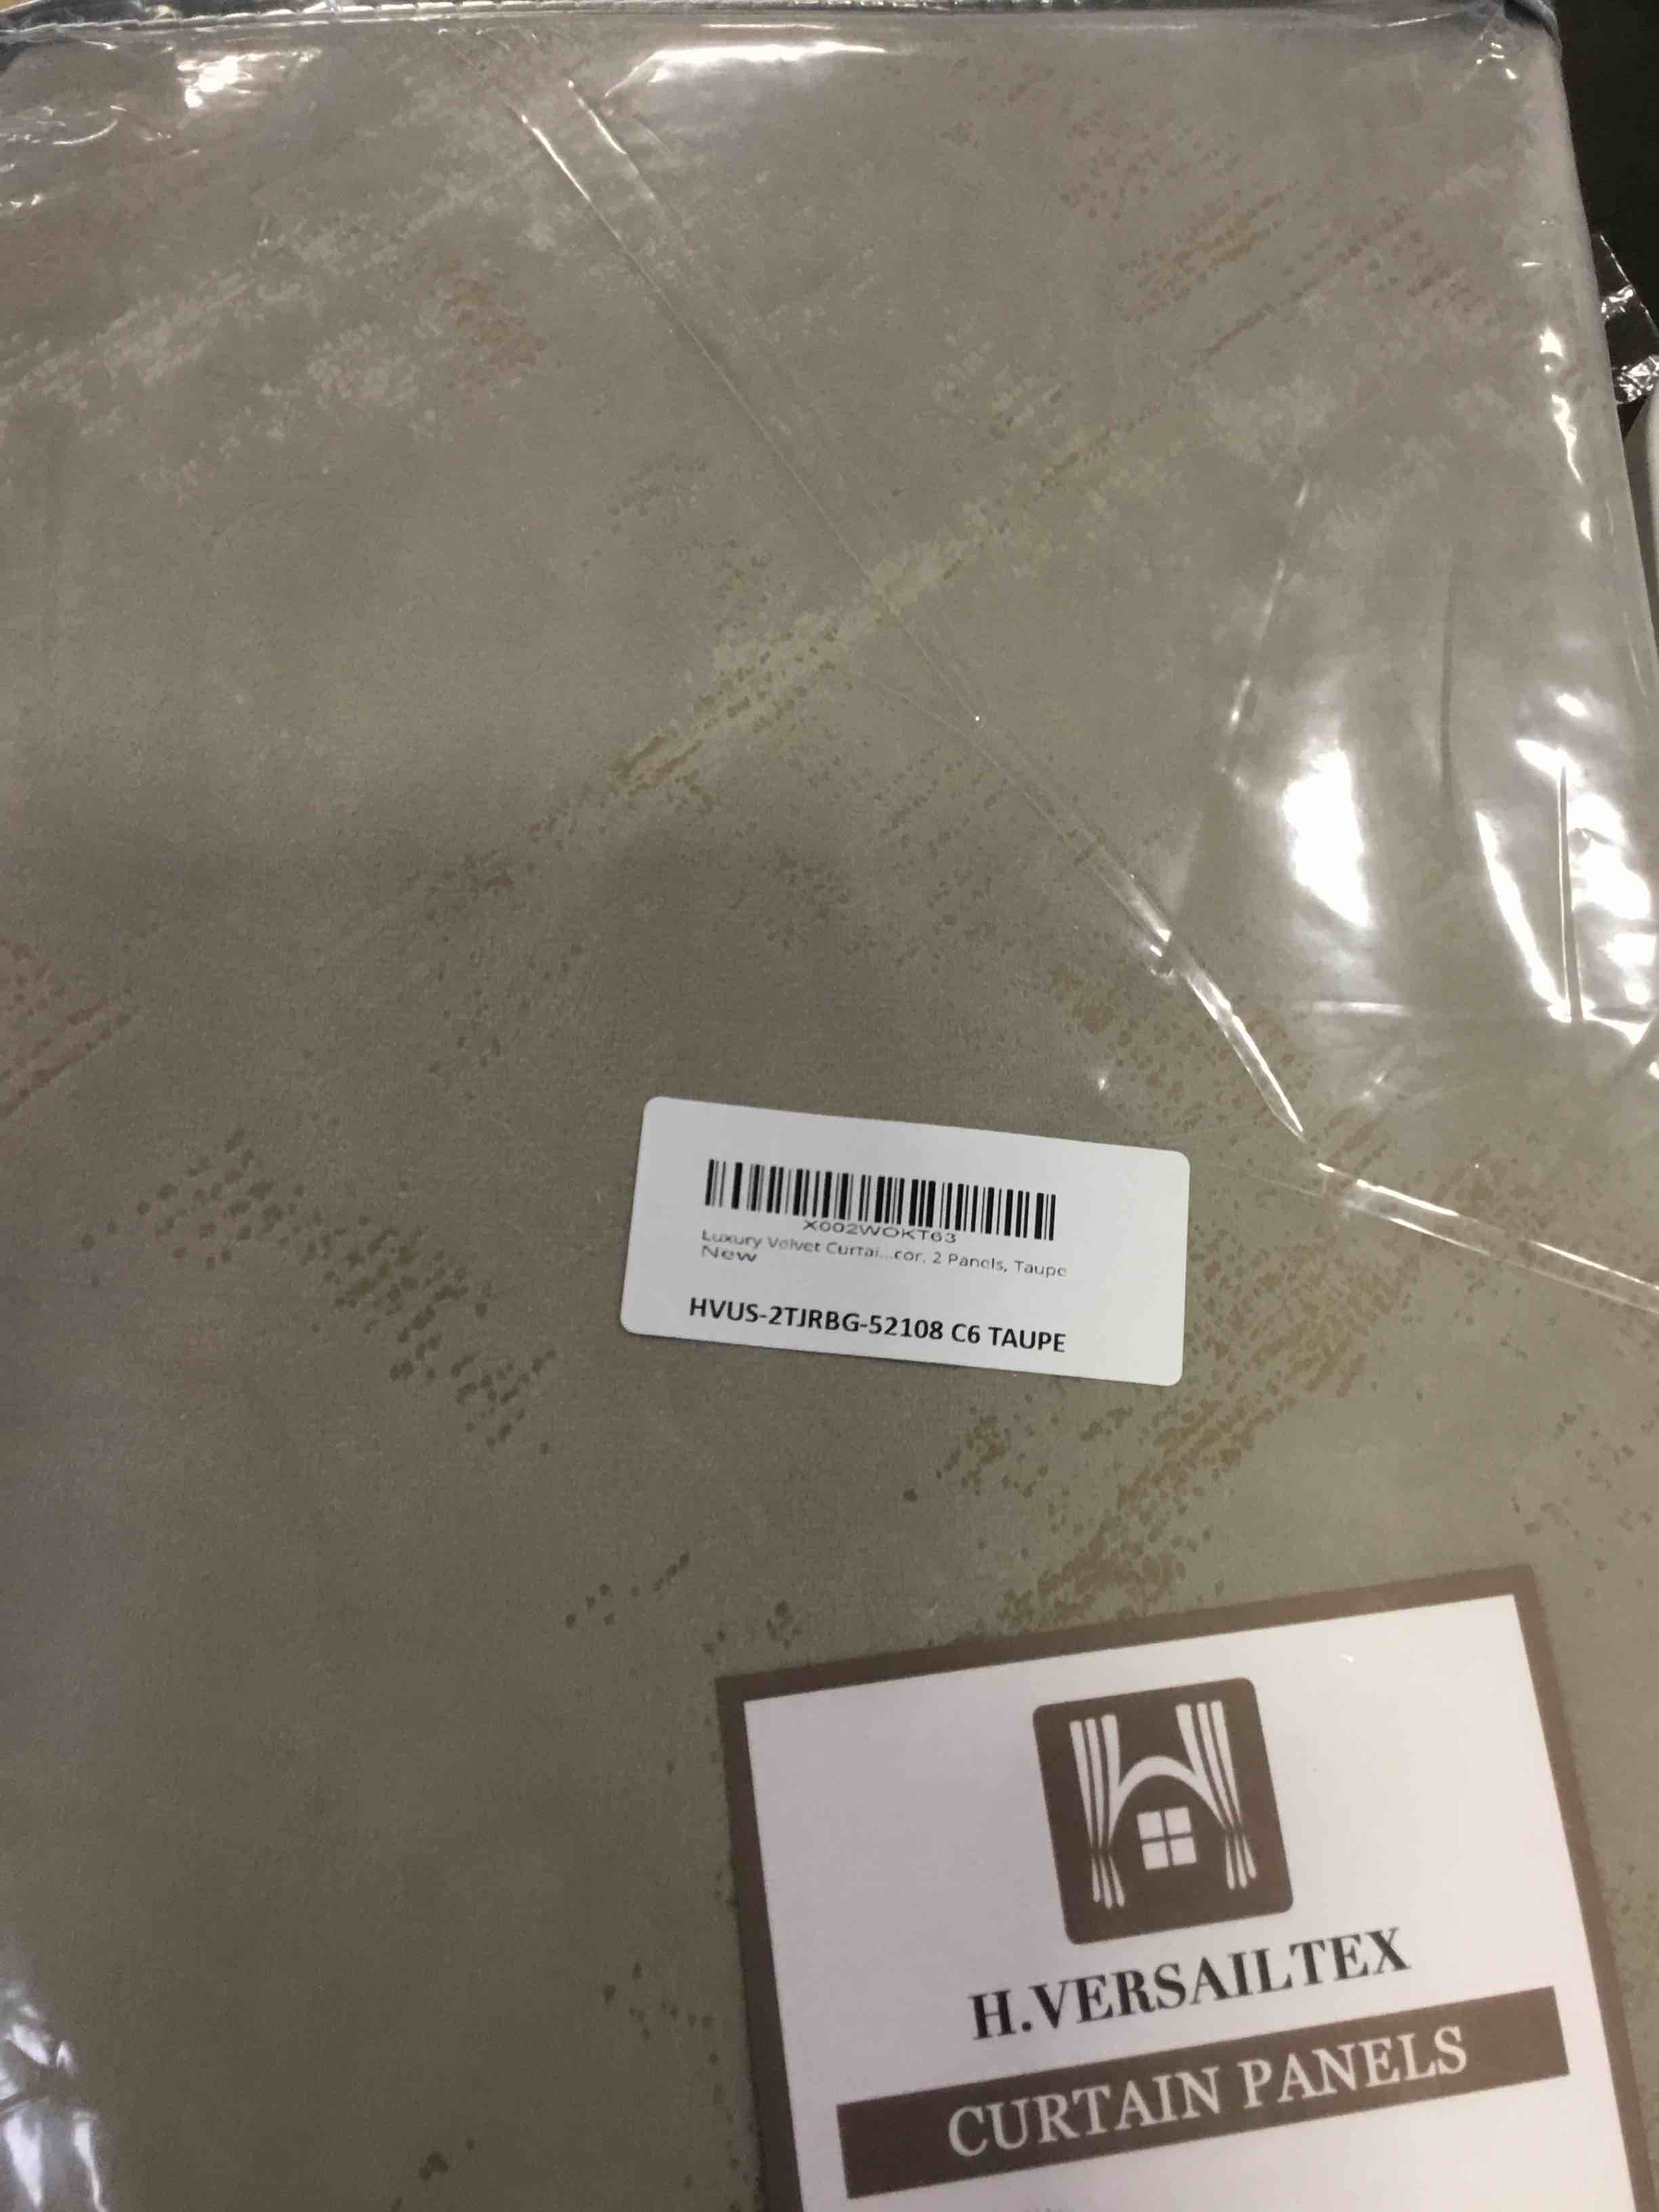 X002WOKT63
Luxury Velvet Curtai...cor, 2 Panels, Taupe
New
HVUS-2TJRBG-52108 C6 TAUPE
H.VERSAILTEX
CURTAIN PANELS